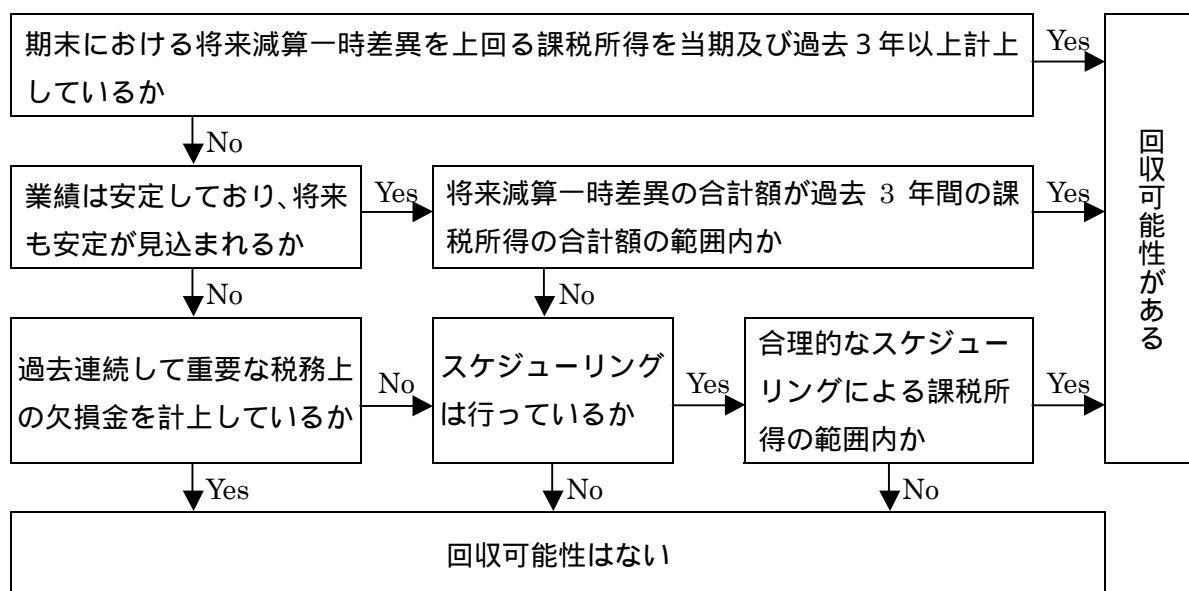 期末における将来減算一時差異を上回る課税所得を当期及び過去3年以上計上
しているか
Yes
No
業績は安定しており、将来
も安定が見込まれるか
Yes
将来減算一時差異の合計額が過去 3 年間の課
税所得の合計額の範囲内か
Yes
No
No
過去連続して重要な税務上
の欠損金を計上しているか
No
スケジューリング
は行っているか
Yes
合理的なスケジュー
リングによる課税所
得の範囲内か
Yes
Yes
No
No
回収可能性がある
回収可能性はない